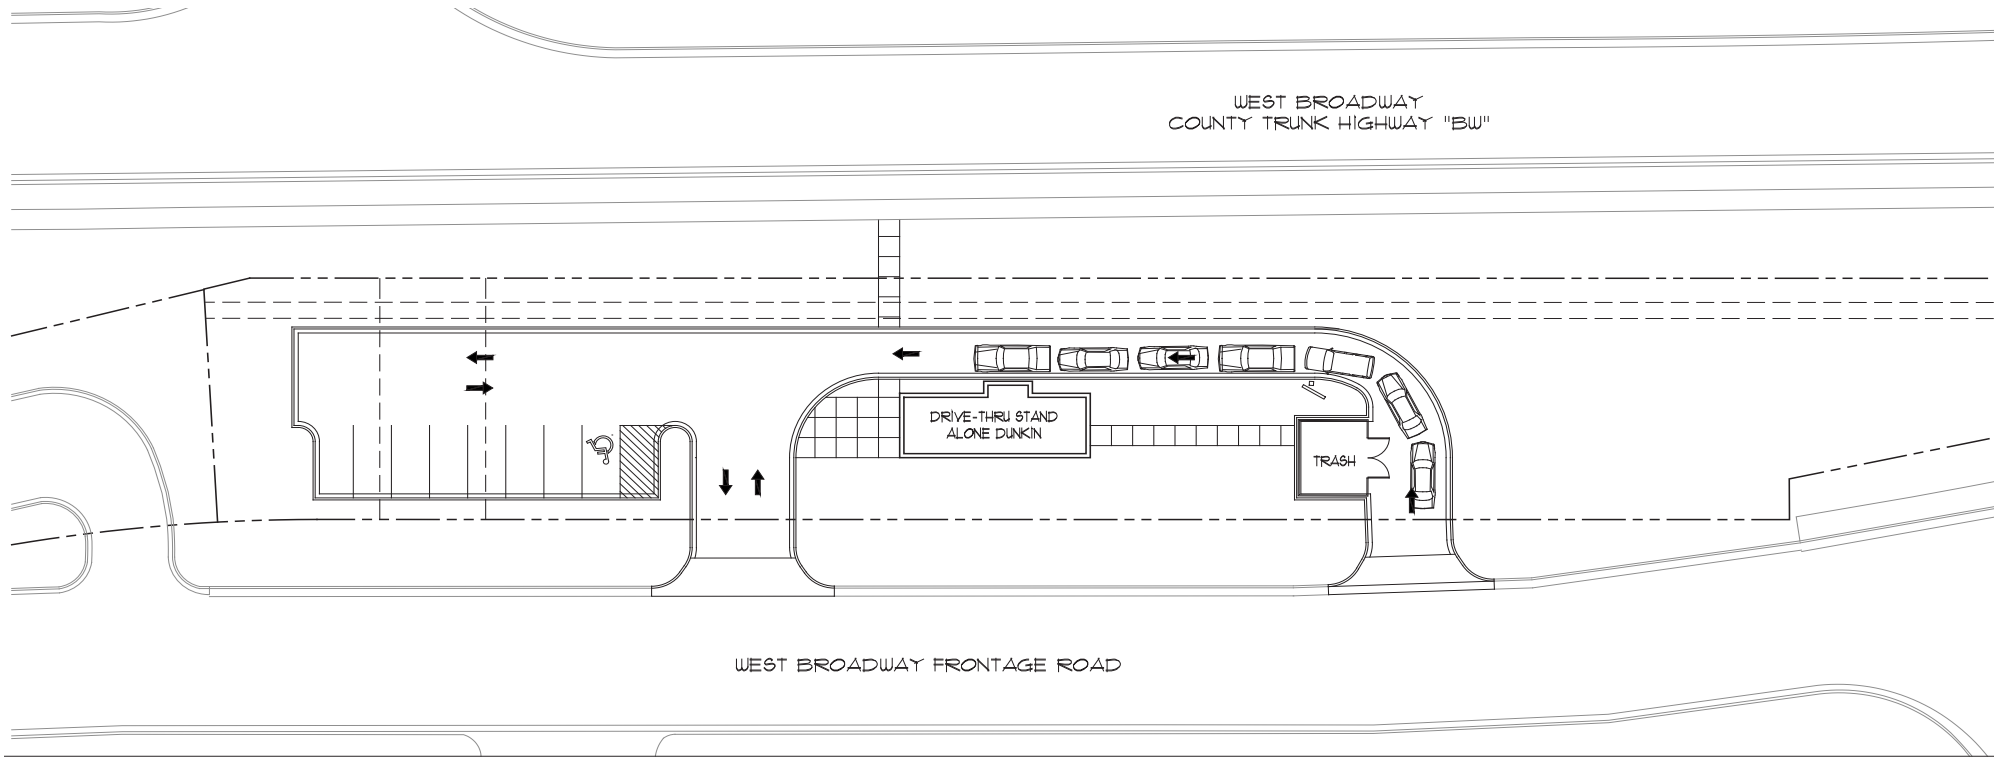 WEST BROADWAY
COUNTY TRUNK HIGHWAY "BW"
DRIVE-THRU STAND
ALONE DUNKIN
TRASH
WEST BROADWAY FRONTAGE ROAD